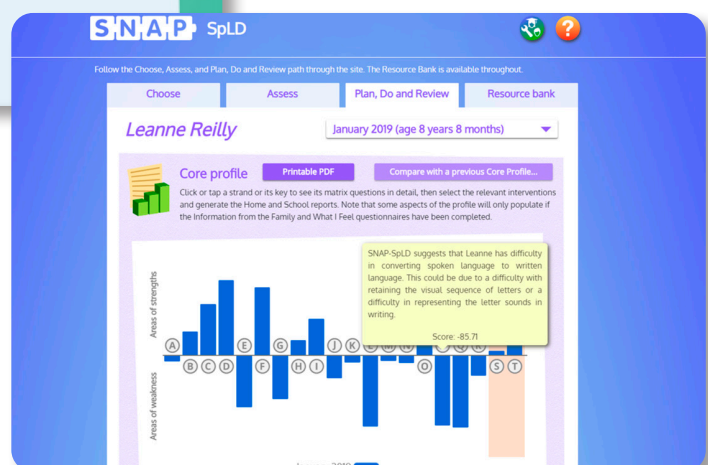 SNAP SpLD
?
Follow the Choose, Assess, and Plan, Do and Review path through the site. The Resource Bank is available throughout.
Choose
Assess
Plan, Do and Review
Resource bank
Leanne Reilly
January 2019 (age 8 years 8 months)
Core profile
Printable PDF
Compare with a previous Core Profile...
Click or tap a strand or its key to see its matrix questions in detail, then select the relevant interventions
and generate the Home and School reports. Note that some aspects of the profile will only populate if
the Information from the Family and What I Feel questionnaires have been completed.
SNAP-SpLD suggests that Leanne has difficulty
in converting spoken language to written
language. This could be due to a difficulty with
retaining the visual sequence of letters or a
difficulty in representing the letter sounds in
writing.
Score: -85.71
Areas of strengths
A
E
G
J
K
B
C
D
F
H
I
O
S
T
Areas of weakness